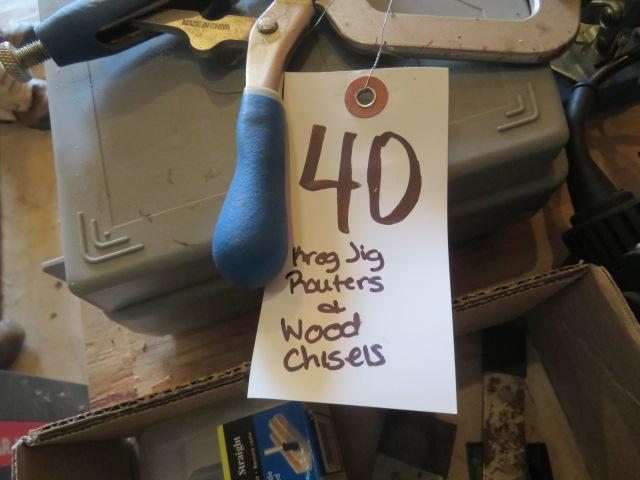 MADE IN CHINA
40
Kreg Jig
Routers
&
Wood
Chisels
Straight